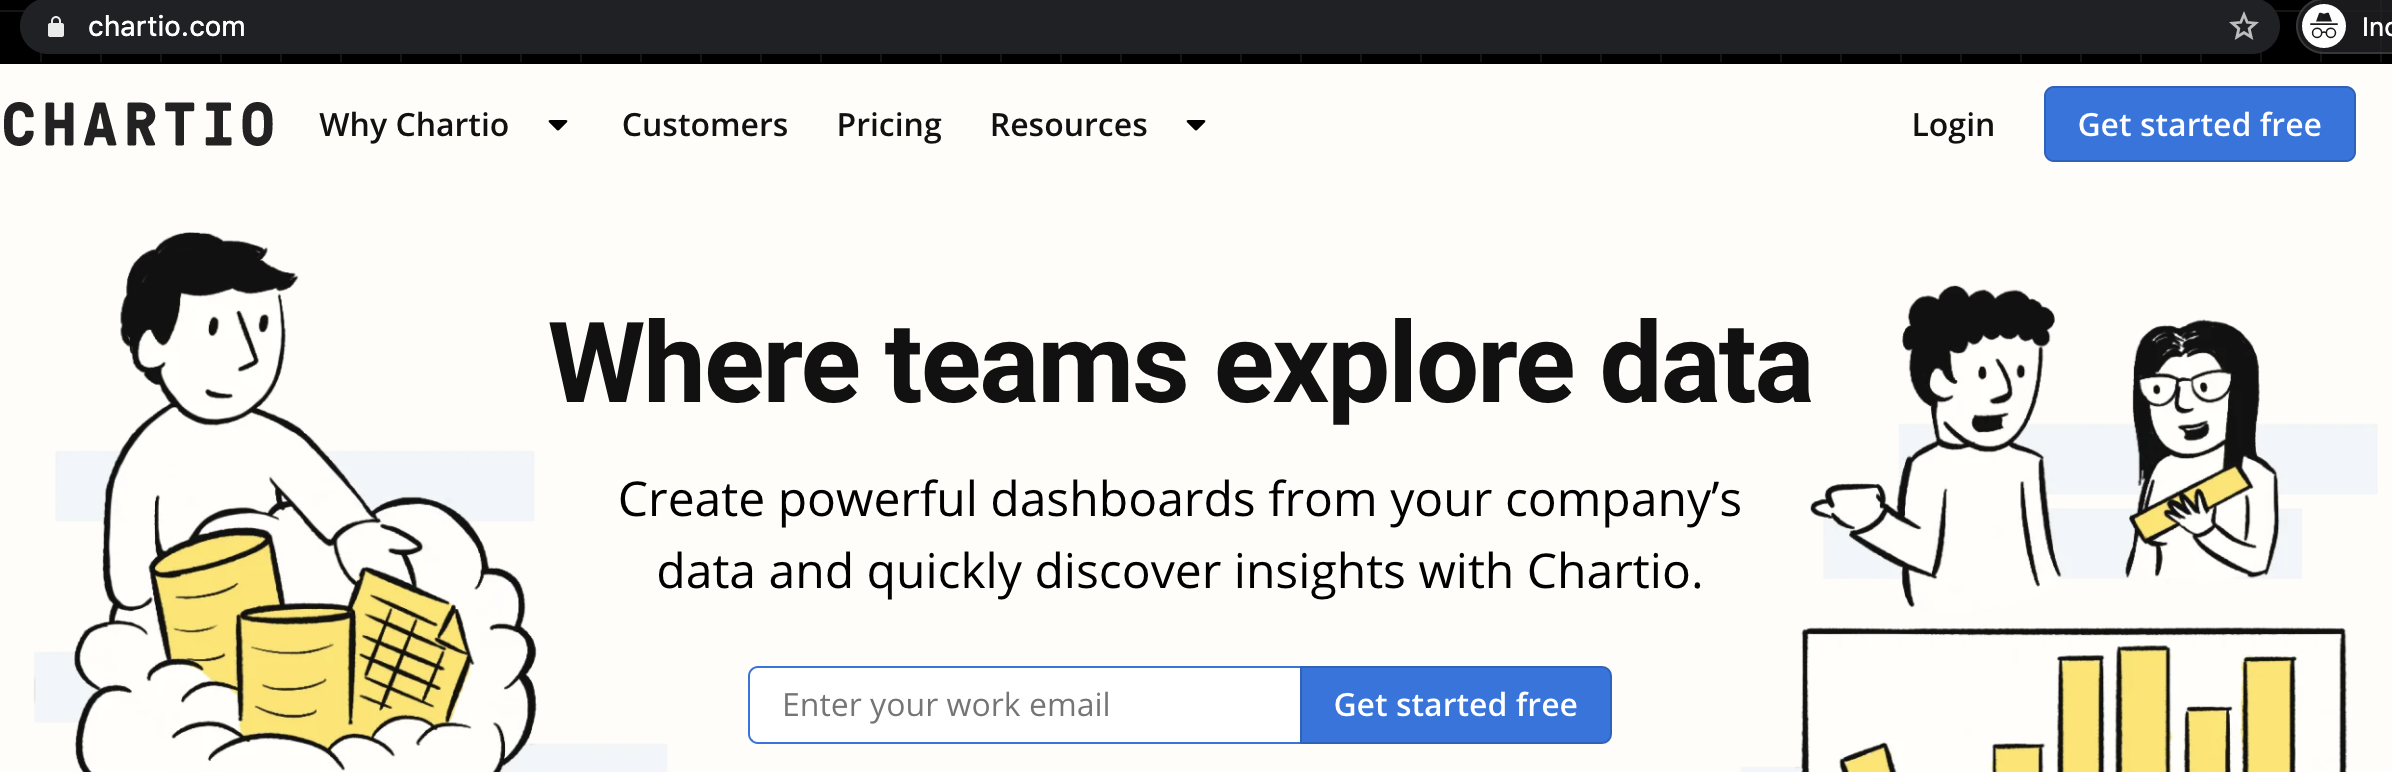 chartio.com
CHARTIO Why Chartio Customers Pricing Resources Login Get started free
Where teams explore data
Create powerful dashboards from your company’s
data and quickly discover insights with Chartio.
Enter your work email Get started free